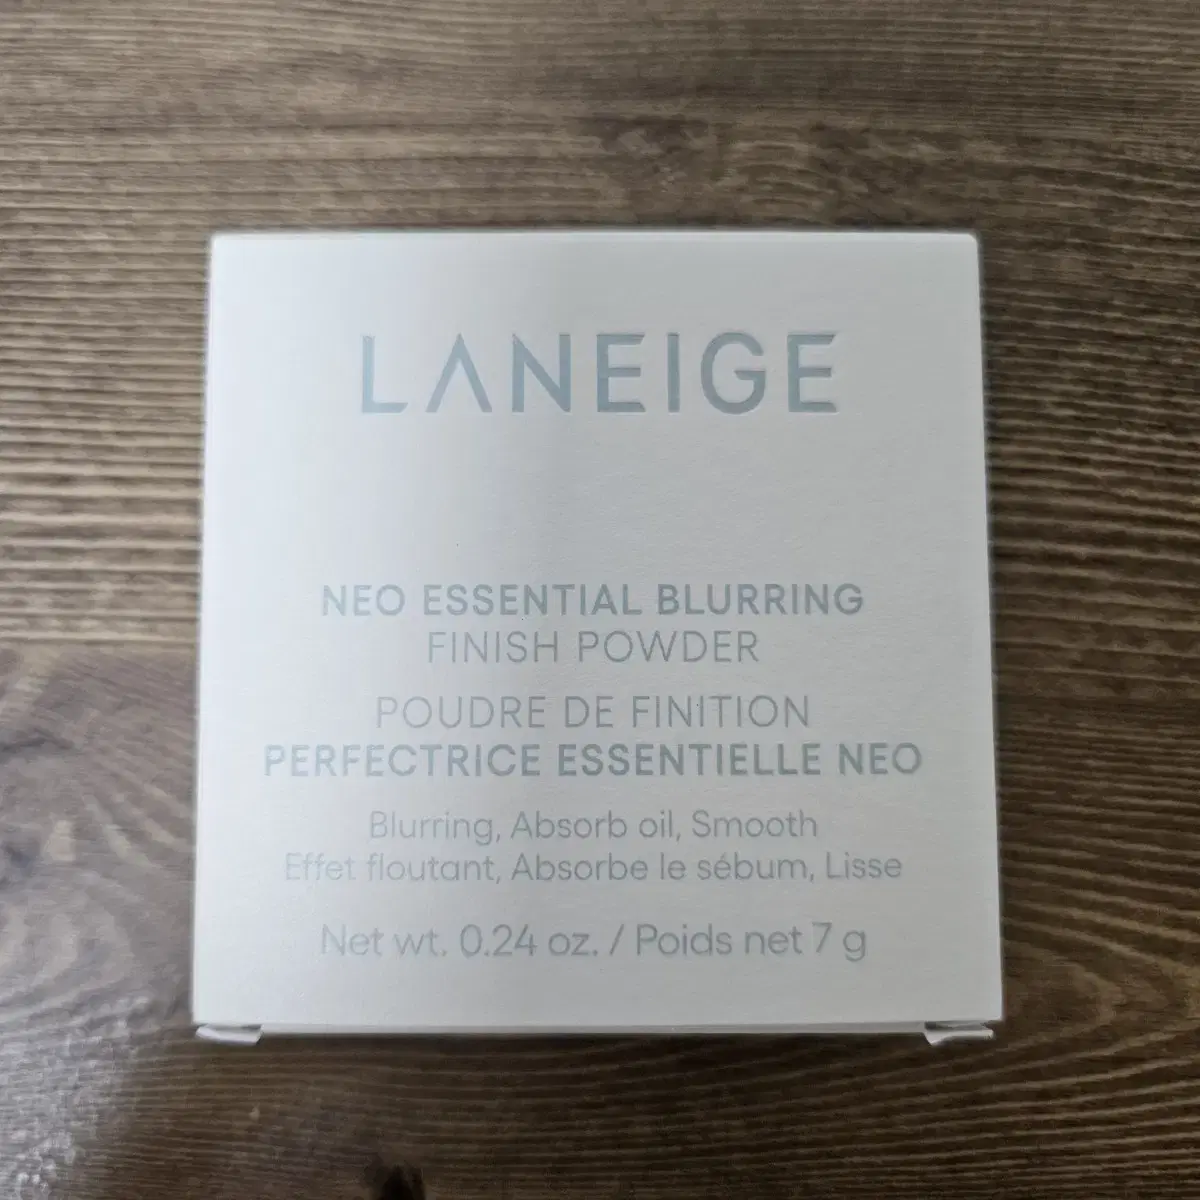 LANEIGE
NEO ESSENTIAL BLURRING
FINISH POWDER
POUDRE DE FINITION
PERFECTRICE ESSENTIELLE NEO
Blurring, Absorb oil, Smooth
Effet floutant, Absorbe le sébum, Lisse
Net wt. 0.24 oz. / Poids net 7 g